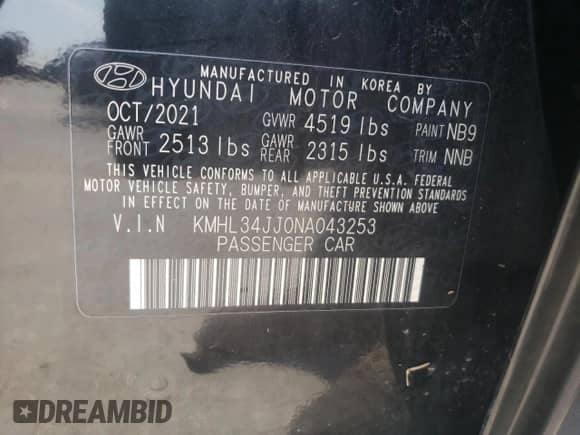 MANUFACTURED IN KOREA BY
HYUNDAI MOTOR COMPANY
OCT/2021 GVWR 4519 lbs PAINT NB9
GAWR FRONT 2513 lbs GAWR REAR 2315 lbs TRIM NNB
THIS VEHICLE CONFORMS TO ALL APPLICABLE U.S.A. FEDERAL
MOTOR VEHICLE SAFETY, BUMPER, AND THEFT PREVENTION STANDARDS
IN EFFECT ON THE DATE OF MANUFACTURE SHOWN ABOVE
V.I.N KMHL34JJ0NA043253
PASSENGER CAR
DREAMBID